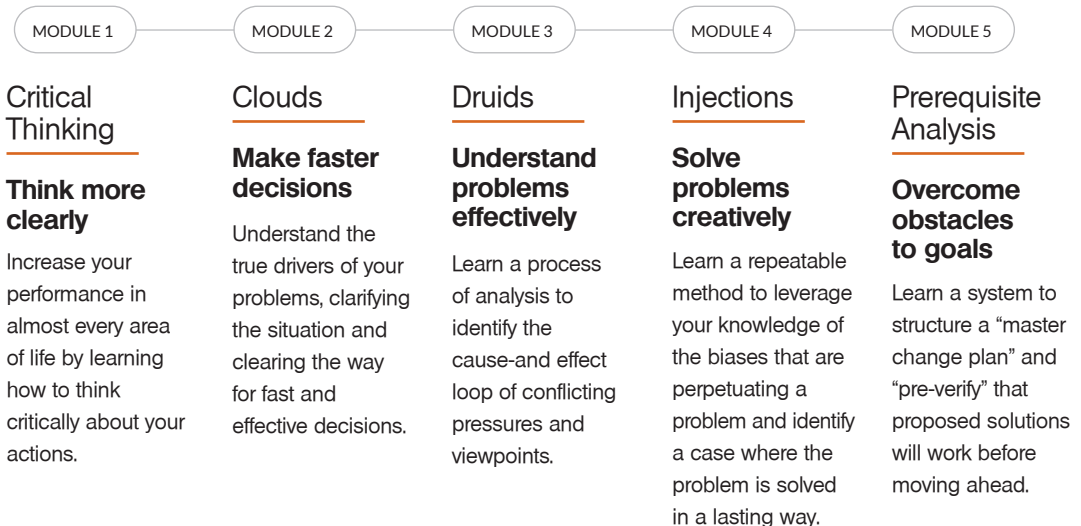 MODULE 1
MODULE 2
MODULE 3
MODULE 4
MODULE 5
Critical
Thinking
Think more
clearly
Increase your
performance in
almost every area
of life by learning
how to think
critically about your
actions.
Clouds
Make faster
decisions
Understand the
true drivers of your
problems, clarifying
the situation and
clearing the way
for fast and
effective decisions.
Druids
Understand
problems
effectively
Learn a process
of analysis to
identify the
cause-and effect
loop of conflicting
pressures and
viewpoints.
Injections
Solve
problems
creatively
Learn a repeatable
method to leverage
your knowledge of
the biases that are
perpetuating a
problem and identify
a case where the
problem is solved
in a lasting way.
Prerequisite
Analysis
Overcome
obstacles
to goals
Learn a system to
structure a “master
change plan” and
“pre-verify” that
proposed solutions
will work before
moving ahead.